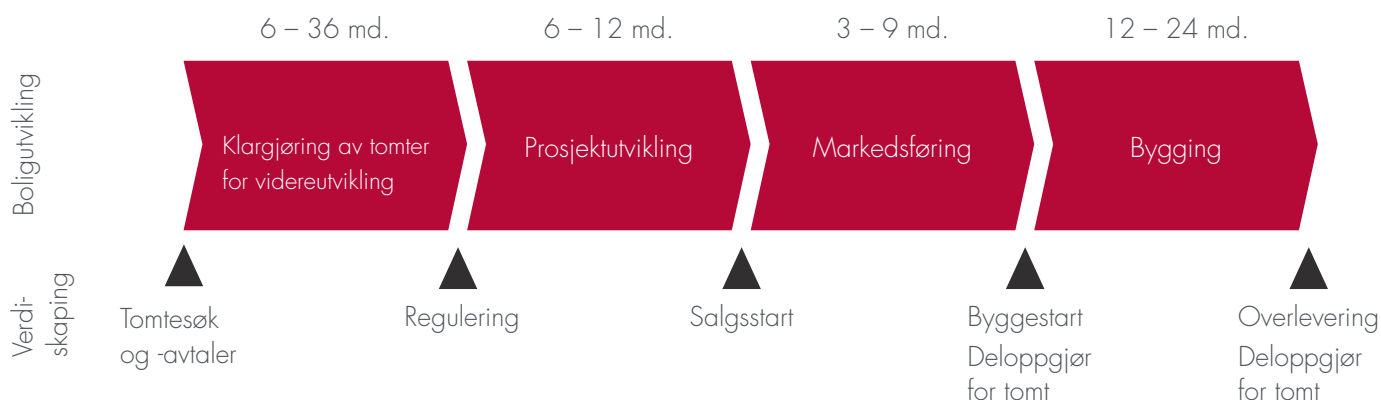 6 – 36 md.
6 – 12 md.
3 – 9 md.
12 – 24 md.
Boligutvikling
Klargjøring av tomter
for videreutvikling
Prosjektutvikling
Markedsføring
Bygging
Verdi-
skaping
Tomtesøk
og -avtaler
Regulering
Salgsstart
Byggestart
Deloppgjør
for tomt
Overlevering
Deloppgjør
for tomt